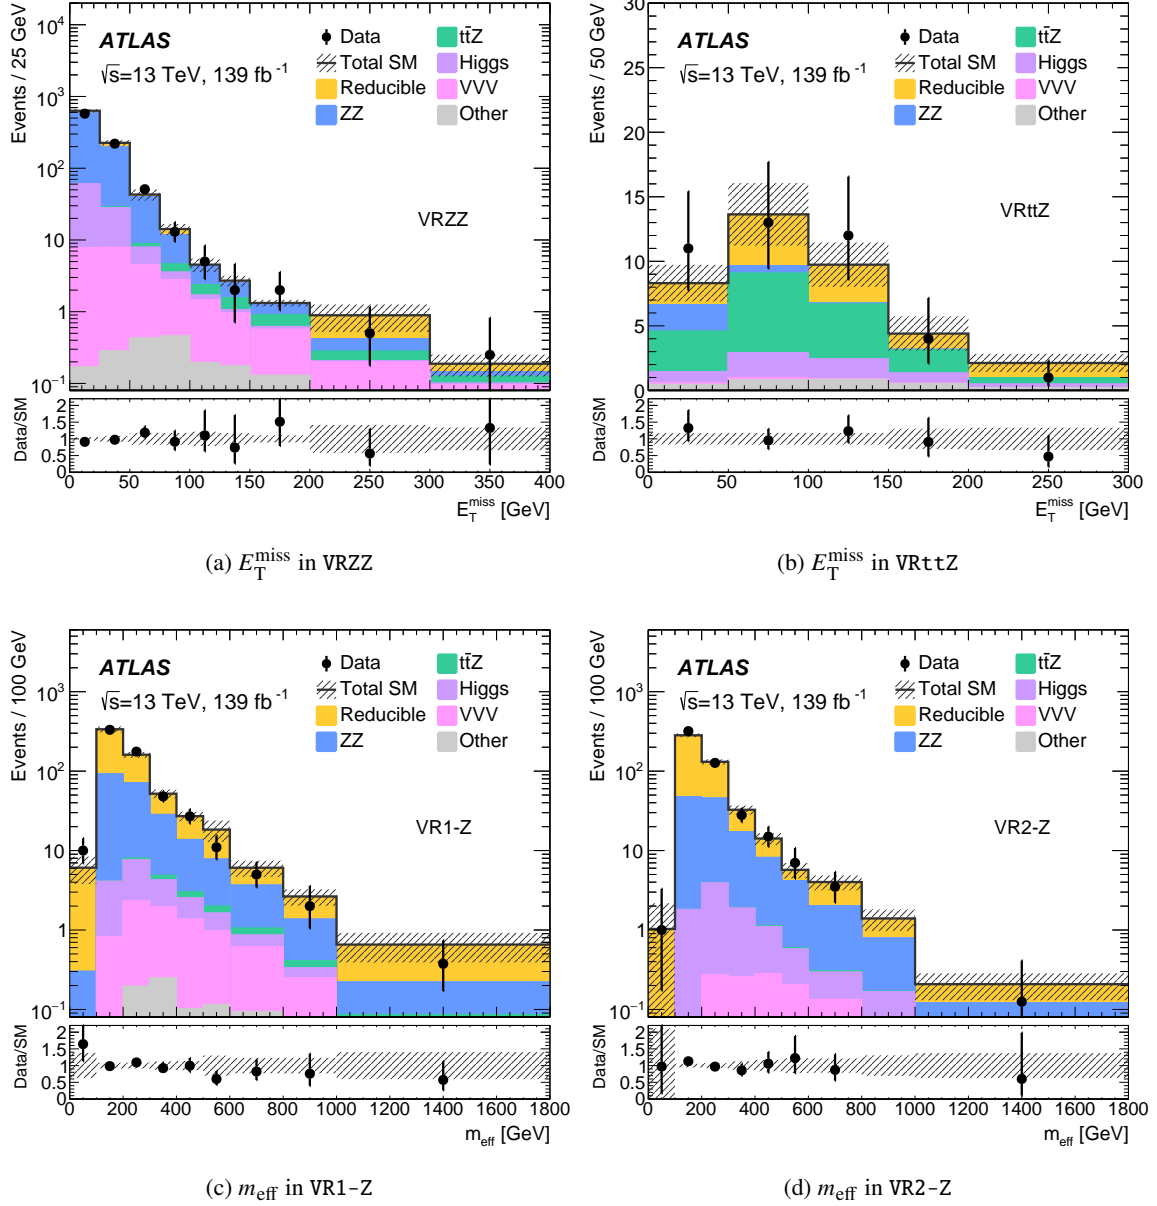 Events / 25 GeV
10⁴
10³
10²
10
1
10⁻¹
ATLAS
√s=13 TeV, 139 fb⁻¹
Data
Total SM
Reducible
ZZ
tt̄Z
Higgs
VVV
Other
VRZZ
Data/SM
2
1.5
1
0.5
0
0 50 100 150 200 250 300 350 400
E_T^miss [GeV]
(a) E_T^miss in VRZZ
Events / 50 GeV
30
25
20
15
10
5
0
ATLAS
√s=13 TeV, 139 fb⁻¹
Data
Total SM
Reducible
ZZ
tt̄Z
Higgs
VVV
Other
VRttZ
Data/SM
2
1.5
1
0.5
0
0 50 100 150 200 250 300
E_T^miss [GeV]
(b) E_T^miss in VRttZ
Events / 100 GeV
10³
10²
10
1
10⁻¹
ATLAS
√s=13 TeV, 139 fb⁻¹
Data
Total SM
Reducible
ZZ
tt̄Z
Higgs
VVV
Other
VR1-Z
Data/SM
2
1.5
1
0.5
0
0 200 400 600 800 1000 1200 1400 1600 1800
m_eff [GeV]
(c) m_eff in VR1-Z
Events / 100 GeV
10³
10²
10
1
10⁻¹
ATLAS
√s=13 TeV, 139 fb⁻¹
Data
Total SM
Reducible
ZZ
tt̄Z
Higgs
VVV
Other
VR2-Z
Data/SM
2
1.5
1
0.5
0
0 200 400 600 800 1000 1200 1400 1600 1800
m_eff [GeV]
(d) m_eff in VR2-Z